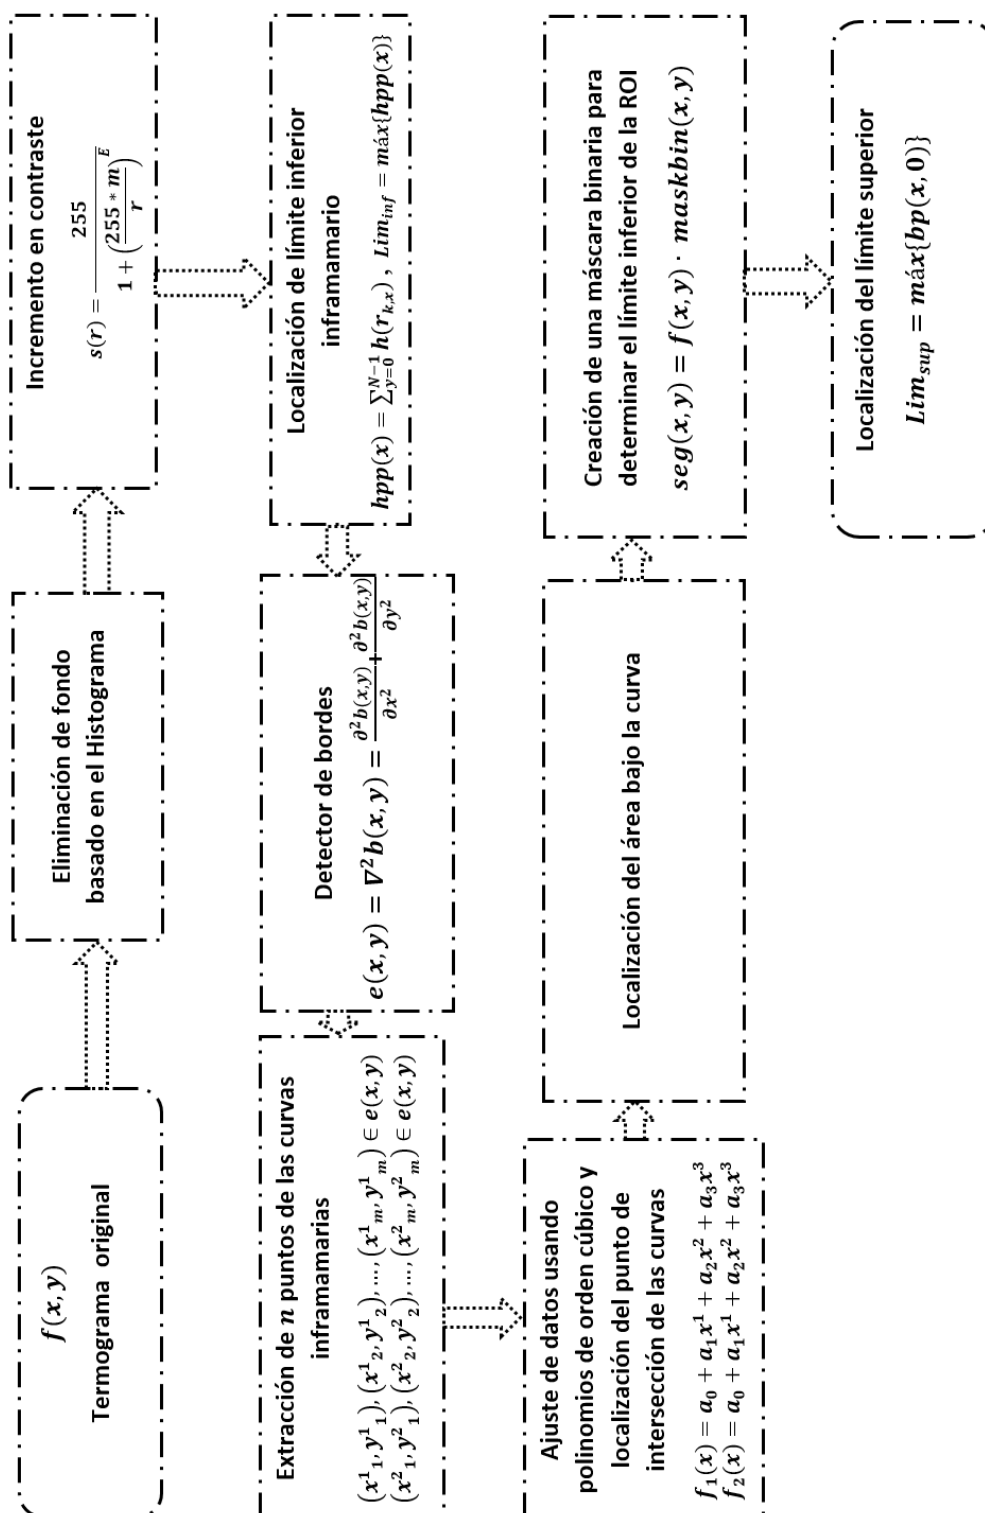 f(x,y)
Termograma original
Eliminación de fondo
basado en el Histograma
Incremento en contraste
s(r) = 255 / (1 + ((255 * m) / r)^E)
Localización de límite inferior
inframamario
hpp(x) = ∑_{y=0}^{N−1} h(r_{k,x}) , Lim_{inf} = máx{hpp(x)}
Detector de bordes
e(x,y) = ∇²b(x,y) = ∂²b(x,y)/∂x² + ∂²b(x,y)/∂y²
Extracción de n puntos de las curvas
inframamarias
(x¹₁,y¹₁),(x¹₂,y¹₂),...,(x¹ₘ,y¹ₘ) ∈ e(x,y)
(x²₁,y²₁),(x²₂,y²₂),...,(x²ₘ,y²ₘ) ∈ e(x,y)
Ajuste de datos usando
polinomios de orden cúbico y
localización del punto de
intersección de las curvas
f₁(x) = a₀ + a₁x¹ + a₂x² + a₃x³
f₂(x) = a₀ + a₁x¹ + a₂x² + a₃x³
Localización del área bajo la curva
Creación de una máscara binaria para
determinar el límite inferior de la ROI
seg(x,y) = f(x,y) · maskbin(x,y)
Localización del límite superior
Lim_{sup} = máx{bp(x,0)}